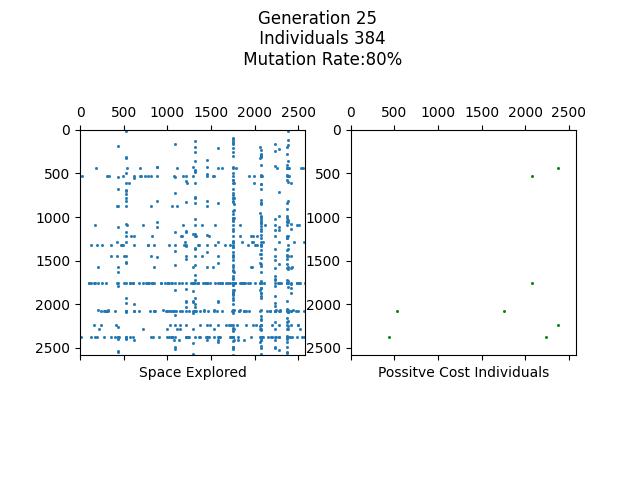 Generation 25
Individuals 384
Mutation Rate:80%
0 500 1000 1500 2000 2500
0 500 1000 1500 2000 2500
0
500
1000
1500
2000
2500
0
500
1000
1500
2000
2500
Space Explored
Possitve Cost Individuals